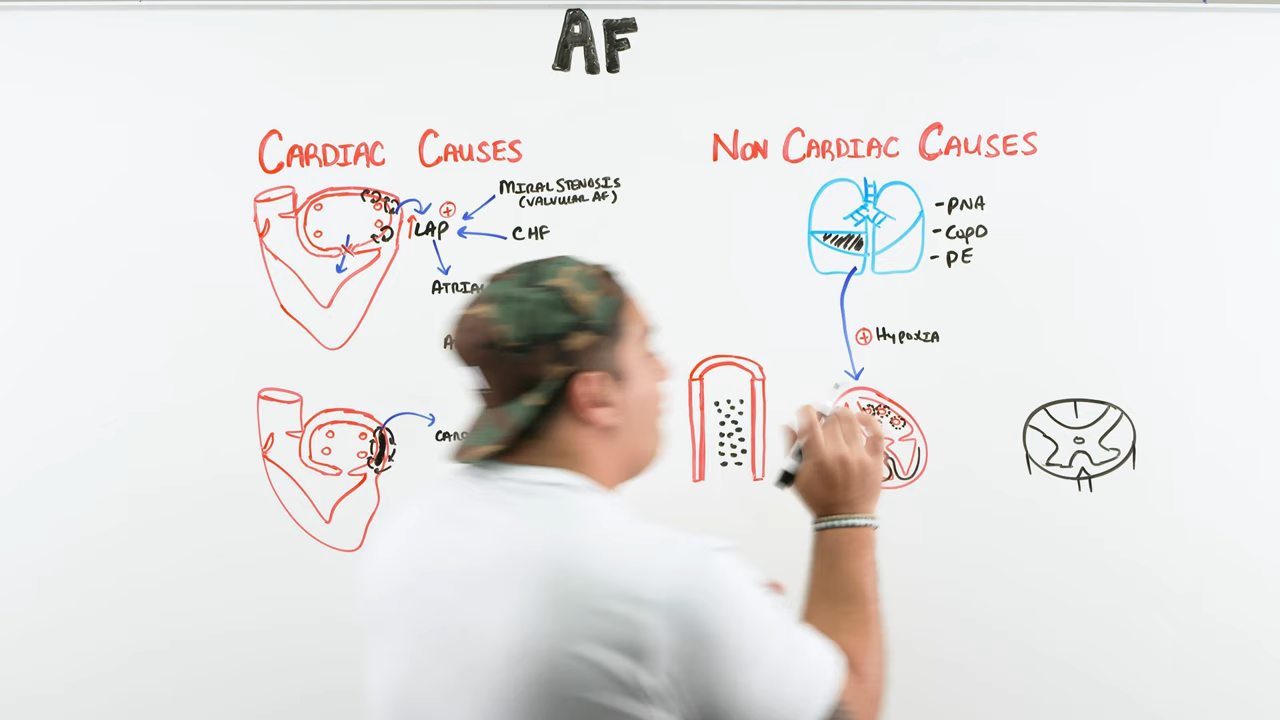 AF
CARDIAC CAUSES
MIRAL STENOSIS
(VALVULAR AF)
↑LAP
CHF
NON CARDIAC CAUSES
- PNA
- COPD
- PE
⊕ HYPOXIA